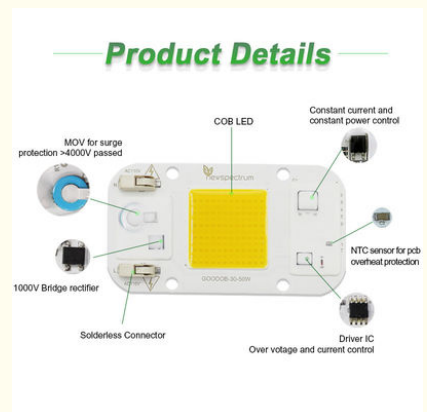 Product Details
COB LED
Constant current and
constant power control
MOV for surge
protection >4000V passed
newspectrum
NTC sensor for pcb
overheat protection
1000V Bridge rectifier
Solderless Connector
Driver IC
Over votage and current control